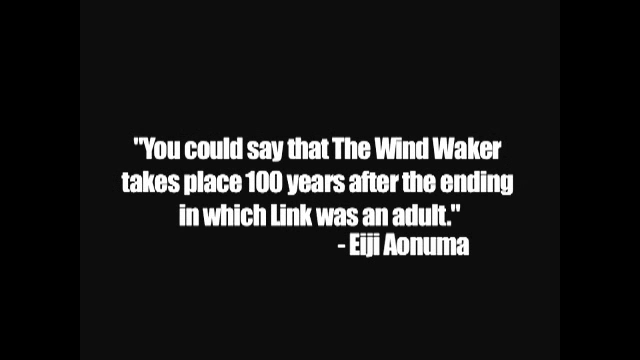 "You could say that The Wind Waker
takes place 100 years after the ending
in which Link was an adult."
- Eiji Aonuma